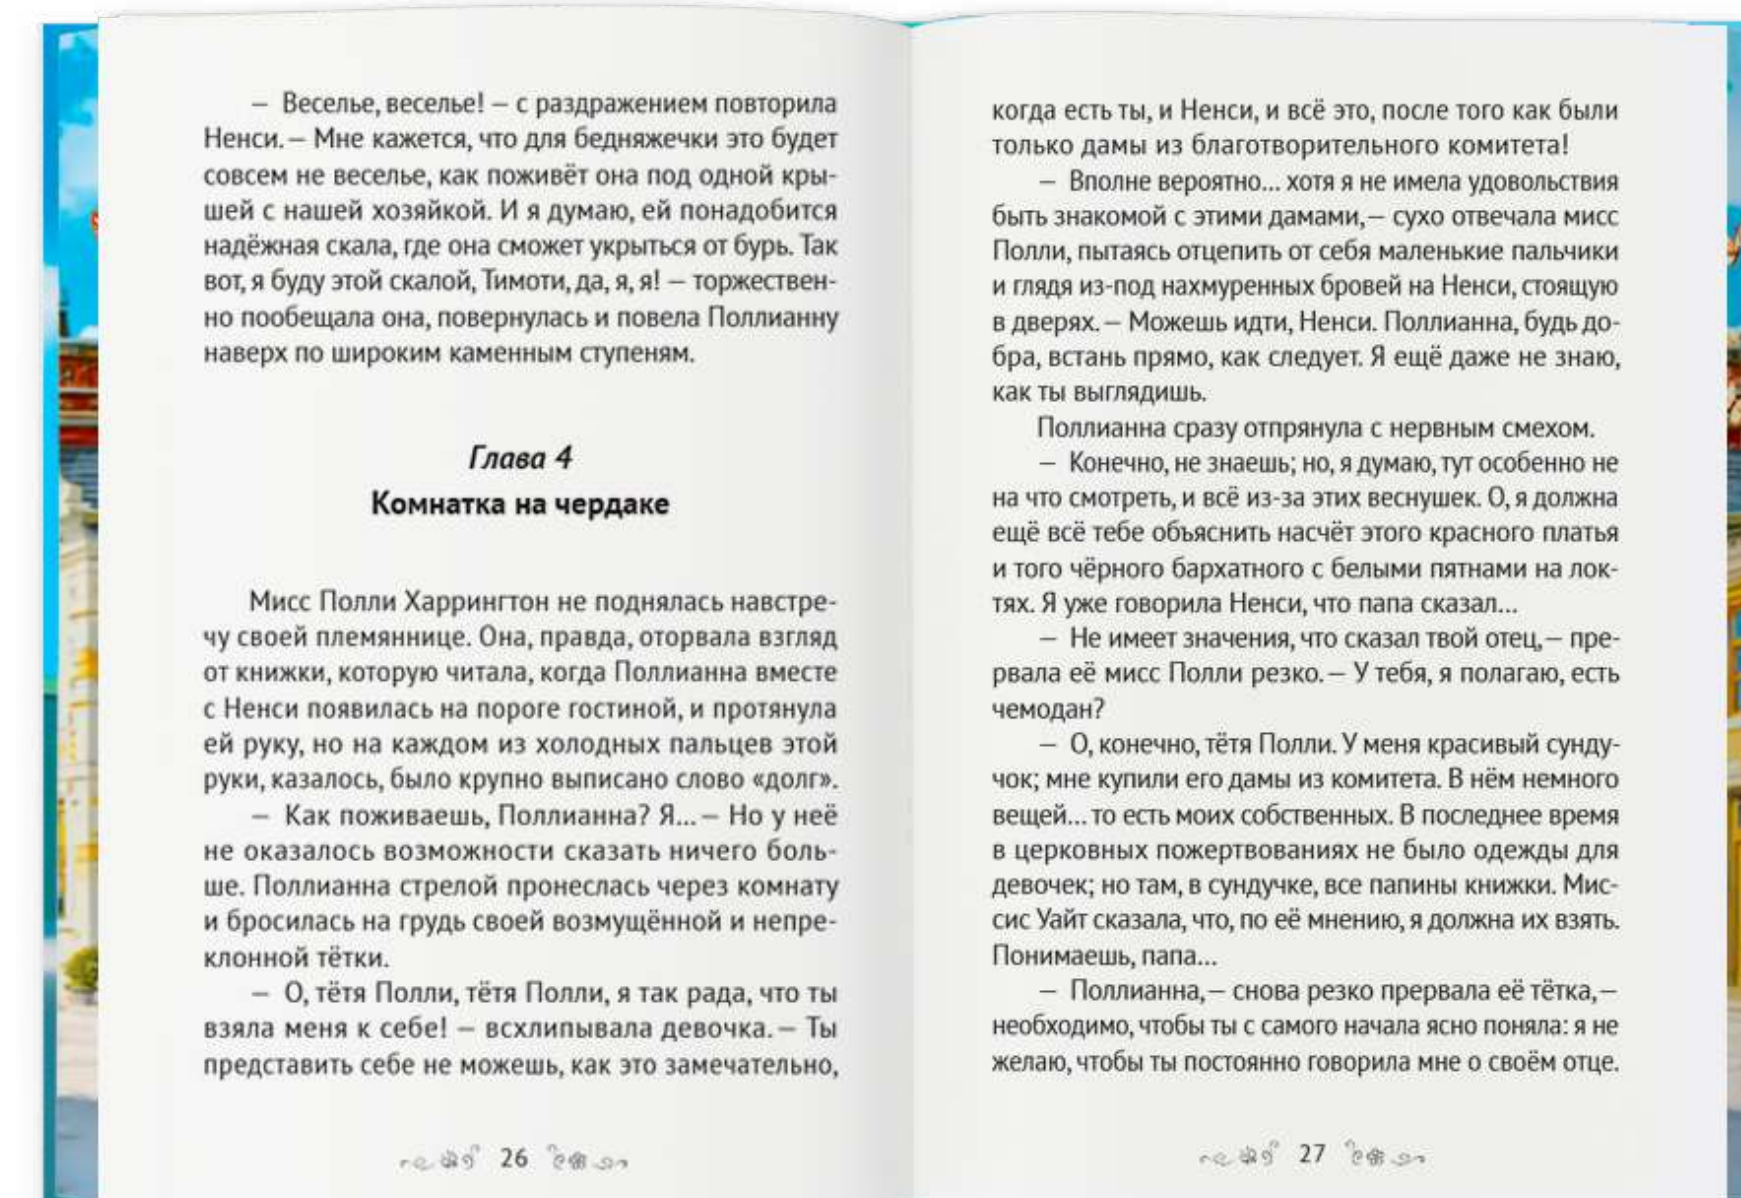 — Веселье, веселье! — с раздражением повторила
Ненси. — Мне кажется, что для бедняжечки это будет
совсем не веселье, как поживёт она под одной кры-
шей с нашей хозяйкой. И я думаю, ей понадобится
надёжная скала, где она сможет укрыться от бурь. Так
вот, я буду этой скалой, Тимоти, да, я, я! — торжествен-
но пообещала она, повернулась и повела Поллианну
наверх по широким каменным ступеням.
Глава 4
Комнатка на чердаке
Мисс Полли Харрингтон не поднялась навстре-
чу своей племяннице. Она, правда, оторвала взгляд
от книжки, которую читала, когда Поллианна вместе
с Ненси появилась на пороге гостиной, и протянула
ей руку, но на каждом из холодных пальцев этой
руки, казалось, было крупно выписано слово «долг».
— Как поживаешь, Поллианна? Я... — Но у неё
не оказалось возможности сказать ничего боль-
ше. Поллианна стрелой пронеслась через комнату
и бросилась на грудь своей возмущённой и непре-
клонной тётки.
— О, тётя Полли, тётя Полли, я так рада, что ты
взяла меня к себе! — всхлипывала девочка. — Ты
представить себе не можешь, как это замечательно,
26
когда есть ты, и Ненси, и всё это, после того как были
только дамы из благотворительного комитета!
— Вполне вероятно... хотя я не имела удовольствия
быть знакомой с этими дамами, — сухо отвечала мисс
Полли, пытаясь отцепить от себя маленькие пальчики
и глядя из-под нахмуренных бровей на Ненси, стоящую
в дверях. — Можешь идти, Ненси. Поллианна, будь до-
бра, встань прямо, как следует. Я ещё даже не знаю,
как ты выглядишь.
Поллианна сразу отпрянула с нервным смехом.
— Конечно, не знаешь; но, я думаю, тут особенно не
на что смотреть, и всё из-за этих веснушек. О, я должна
ещё всё тебе объяснить насчёт этого красного платья
и того чёрного бархатного с белыми пятнами на лок-
тях. Я уже говорила Ненси, что папа сказал...
— Не имеет значения, что сказал твой отец, — пре-
рвала её мисс Полли резко. — У тебя, я полагаю, есть
чемодан?
— О, конечно, тётя Полли. У меня красивый сунду-
чок; мне купили его дамы из комитета. В нём немного
вещей... то есть моих собственных. В последнее время
в церковных пожертвованиях не было одежды для
девочек; но там, в сундучке, все папины книжки. Мис-
сис Уайт сказала, что, по её мнению, я должна их взять.
Понимаешь, папа...
— Поллианна, — снова резко прервала её тётка, —
необходимо, чтобы ты с самого начала ясно поняла: я не
желаю, чтобы ты постоянно говорила мне о своём отце.
27